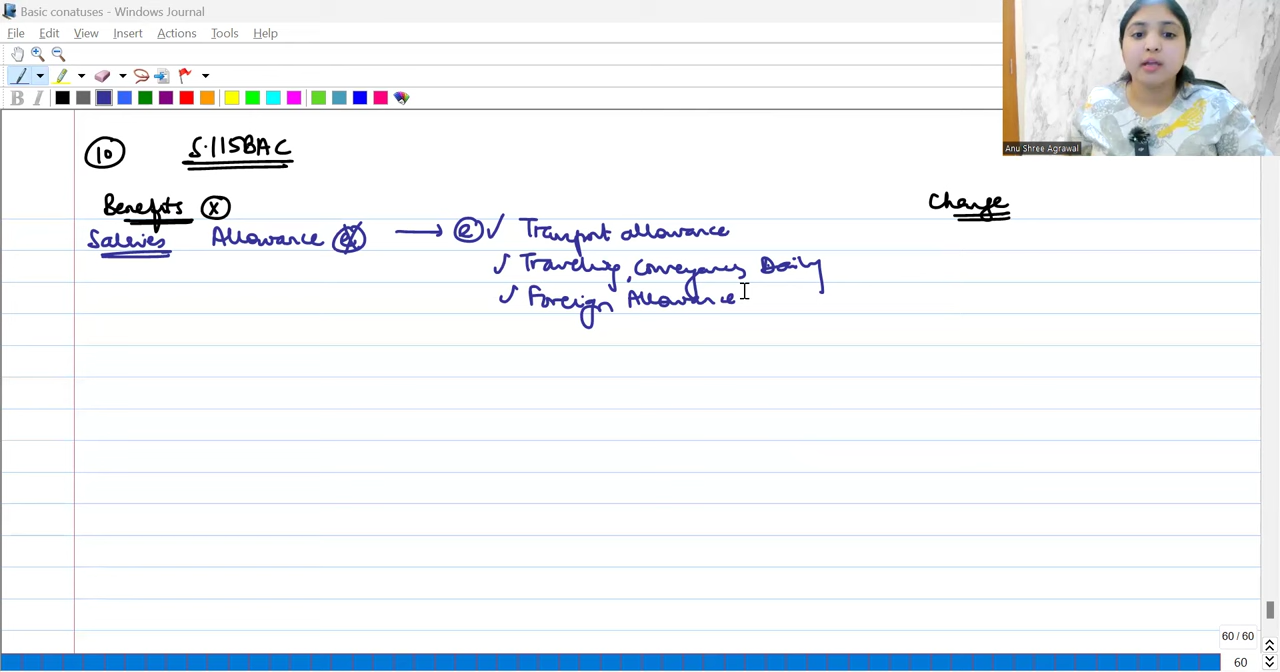 Basic conatuses - Windows Journal
File Edit View Insert Actions Tools Help
B I
Anu Shree Agrawal
10 S.115BAC
Benefits X Change
Salaries Allowance → e ✓ Transport allowance
✓ Traveling, Conveyance, Daily
✓ Foreign Allowance
60 / 60
60